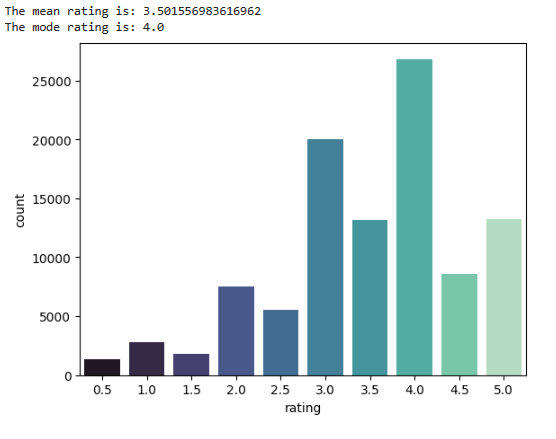 The mean rating is: 3.501556983616962
The mode rating is: 4.0
25000
20000
15000
10000
5000
0
count
0.5 1.0 1.5 2.0 2.5 3.0 3.5 4.0 4.5 5.0
rating